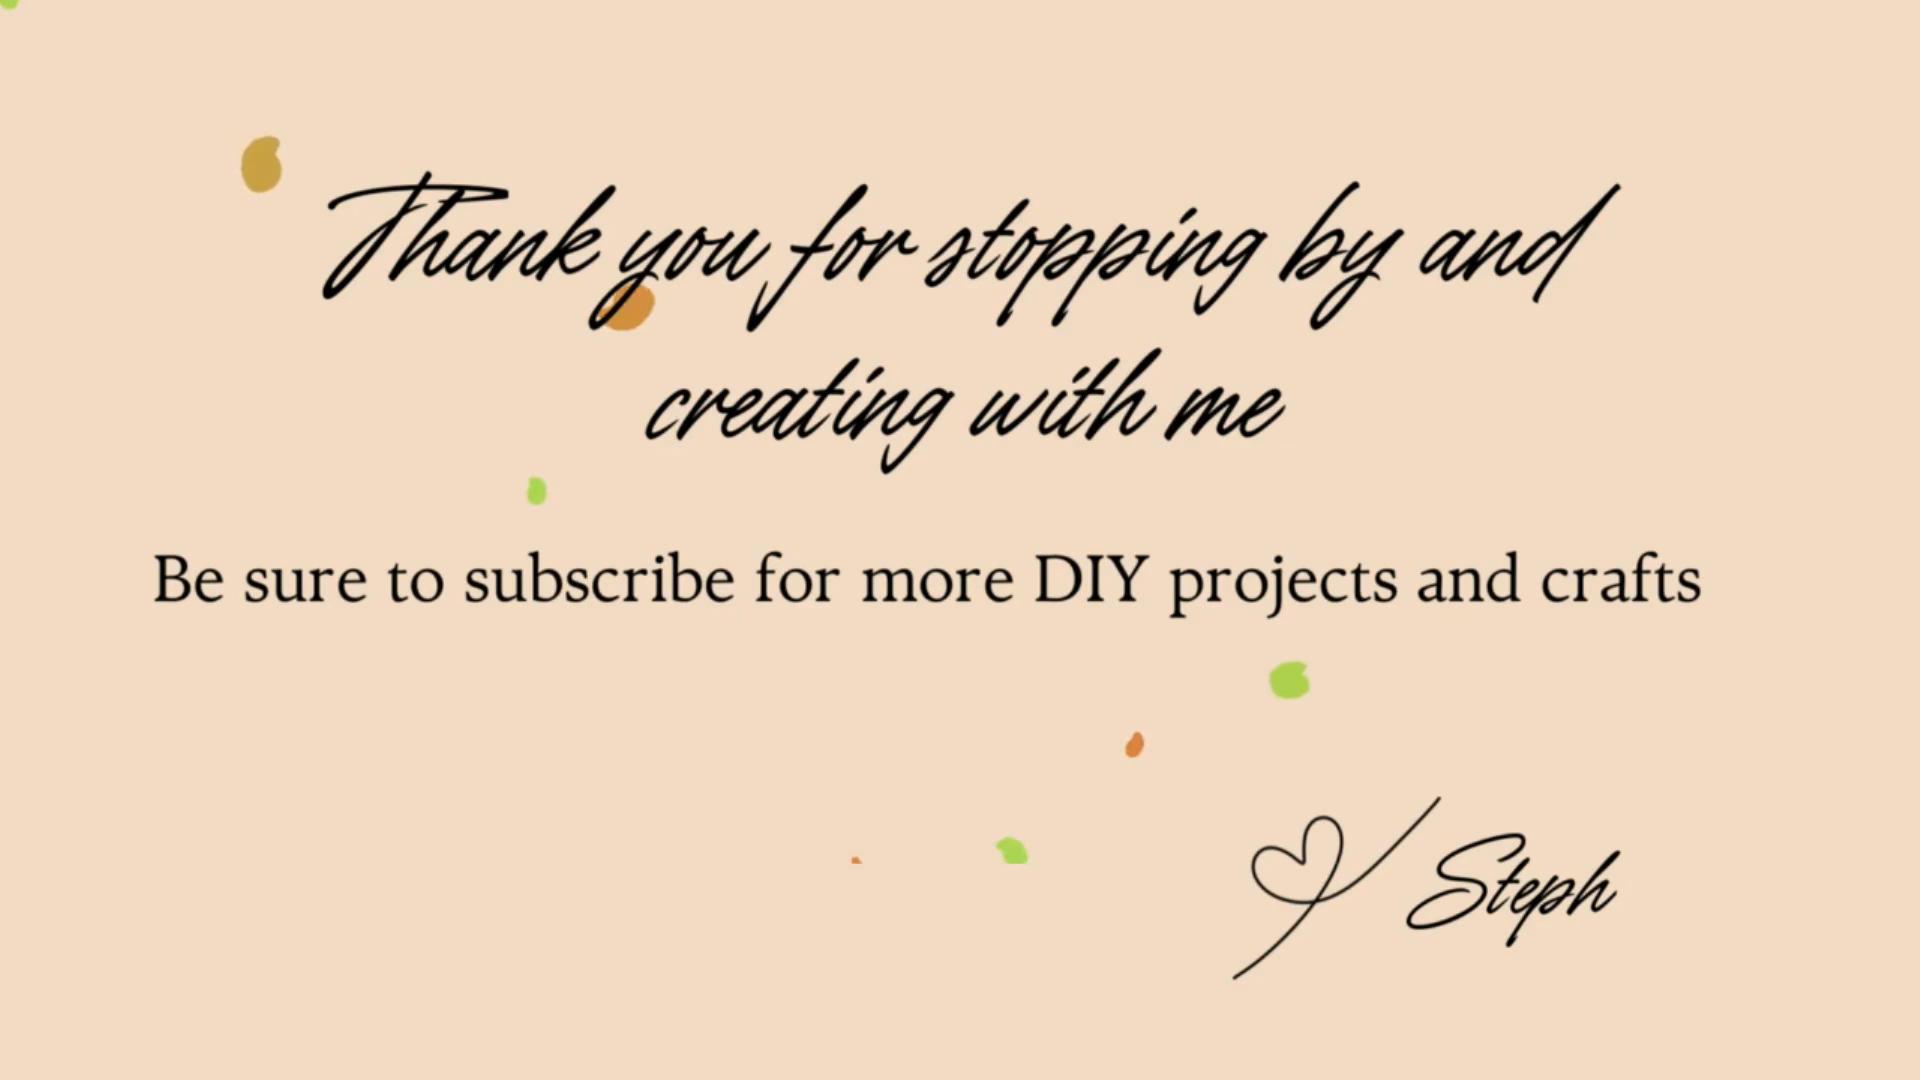 Thank you for stopping by and
creating with me
Be sure to subscribe for more DIY projects and crafts
Steph